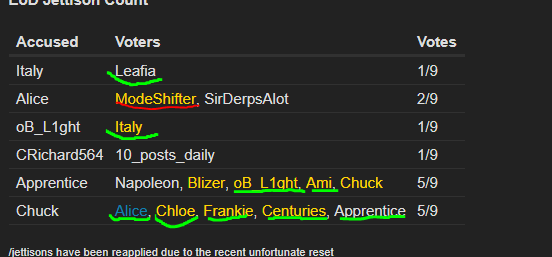 EoD Jettison Count
Accused Voters Votes
Italy Leafia 1/9
Alice ModeShifter, SirDerpsAlot 2/9
oB_L1ght Italy 1/9
CRichard564 10_posts_daily 1/9
Apprentice Napoleon, Blizer, oB_L1ght, Ami, Chuck 5/9
Chuck Alice, Chloe, Frankie, Centuries, Apprentice 5/9
/jettisons have been reapplied due to the recent unfortunate reset